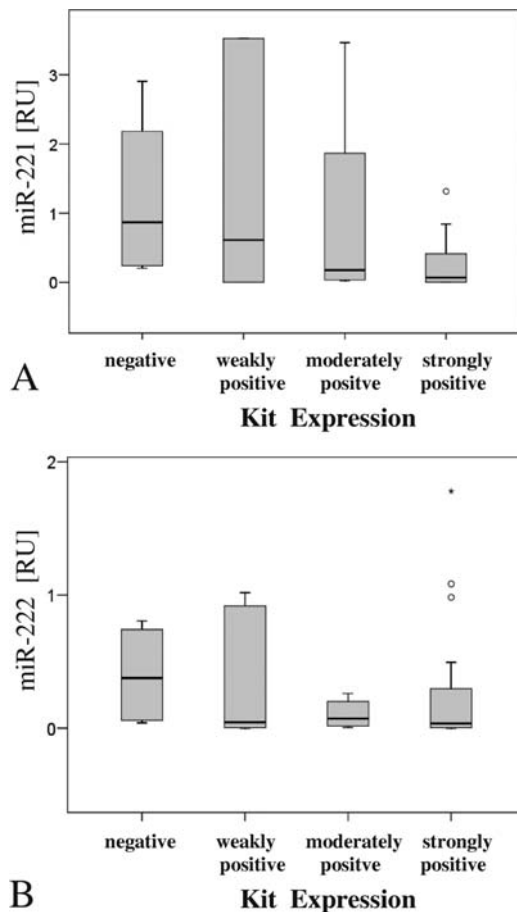 3
2
1
0
miR-221 [RU]
negative
weakly
positive
moderately
positve
strongly
positive
Kit Expression
A
2
1
0
miR-222 [RU]
negative
weakly
positive
moderately
positve
strongly
positive
Kit Expression
B